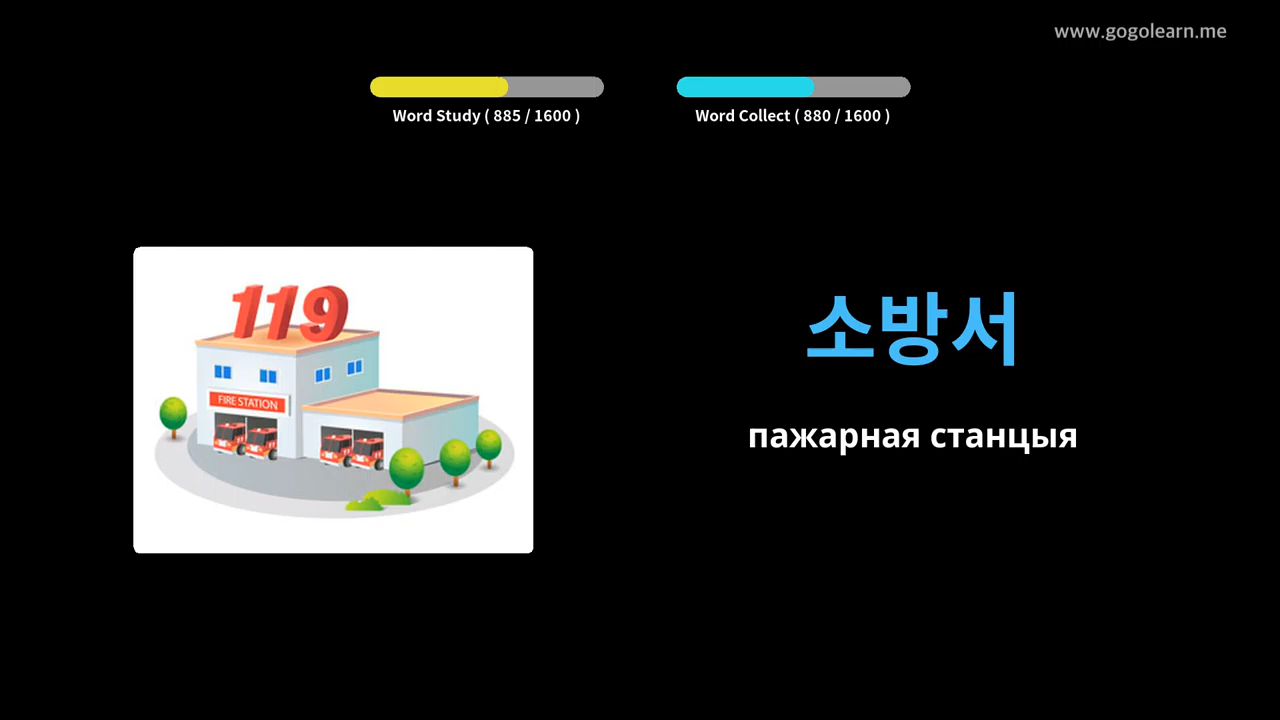 www.gogolearn.me
Word Study ( 885 / 1600 )
Word Collect ( 880 / 1600 )
119
FIRE STATION
소방서
пажарная станцыя